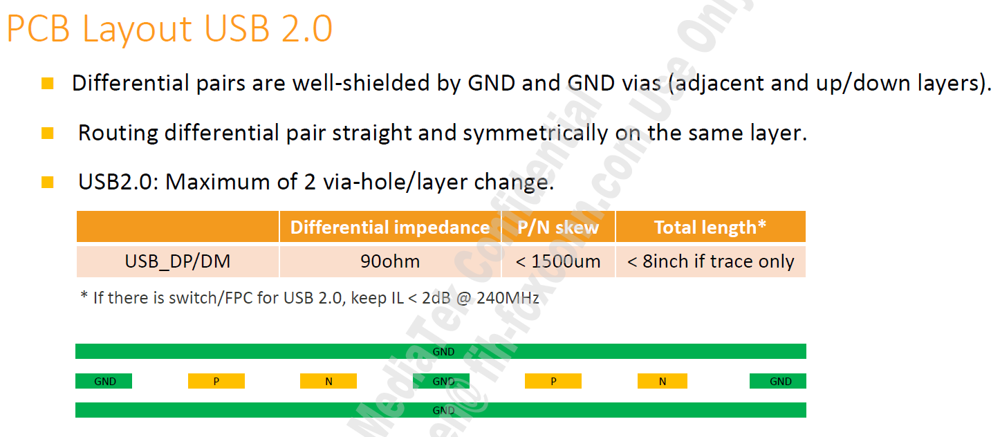 PCB Layout USB 2.0
Differential pairs are well-shielded by GND and GND vias (adjacent and up/down layers).
Routing differential pair straight and symmetrically on the same layer.
USB2.0: Maximum of 2 via-hole/layer change.
Differential impedance P/N skew Total length*
USB_DP/DM 90ohm < 1500um < 8inch if trace only
* If there is switch/FPC for USB 2.0, keep IL < 2dB @ 240MHz
GND
GND P N GND P N GND
GND
MediaTek Confidential
@ fih-foxconn.com Use Only